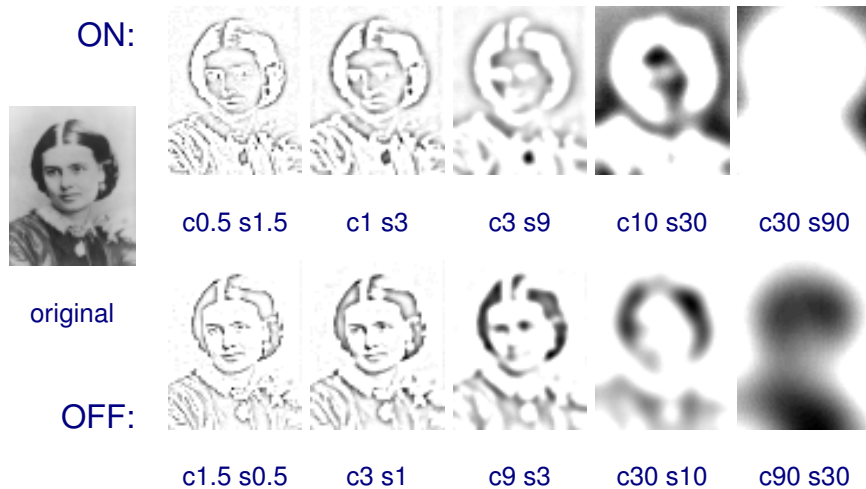 ON:
c0.5 s1.5
c1 s3
c3 s9
c10 s30
c30 s90
original
OFF:
c1.5 s0.5
c3 s1
c9 s3
c30 s10
c90 s30